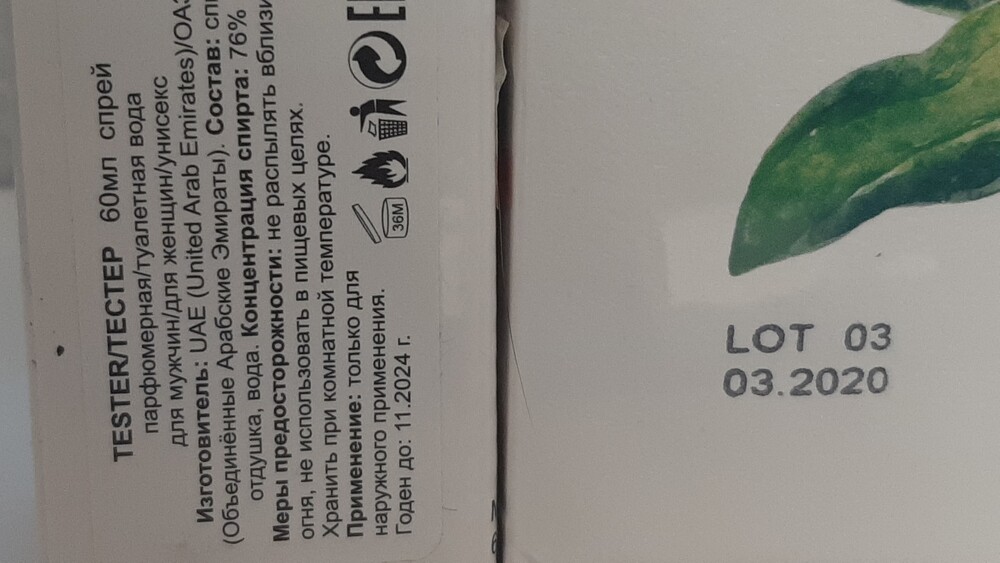 TESTER/ТЕСТЕР 60мл спрей
парфюмерная/туалетная вода
для мужчин/для женщин/унисекс
Изготовитель: UAE (United Arab Emirates)/ОАЭ
(Объединённые Арабские Эмираты). Состав:
отдушка, вода. Концентрация спирта: 76%
Меры предосторожности: не распылять вблизи
огня, не использовать в пищевых целях.
Хранить при комнатной температуре.
Применение: только для
наружного применения.
Годен до: 11.2024 г.
36M
LOT 03
03.2020